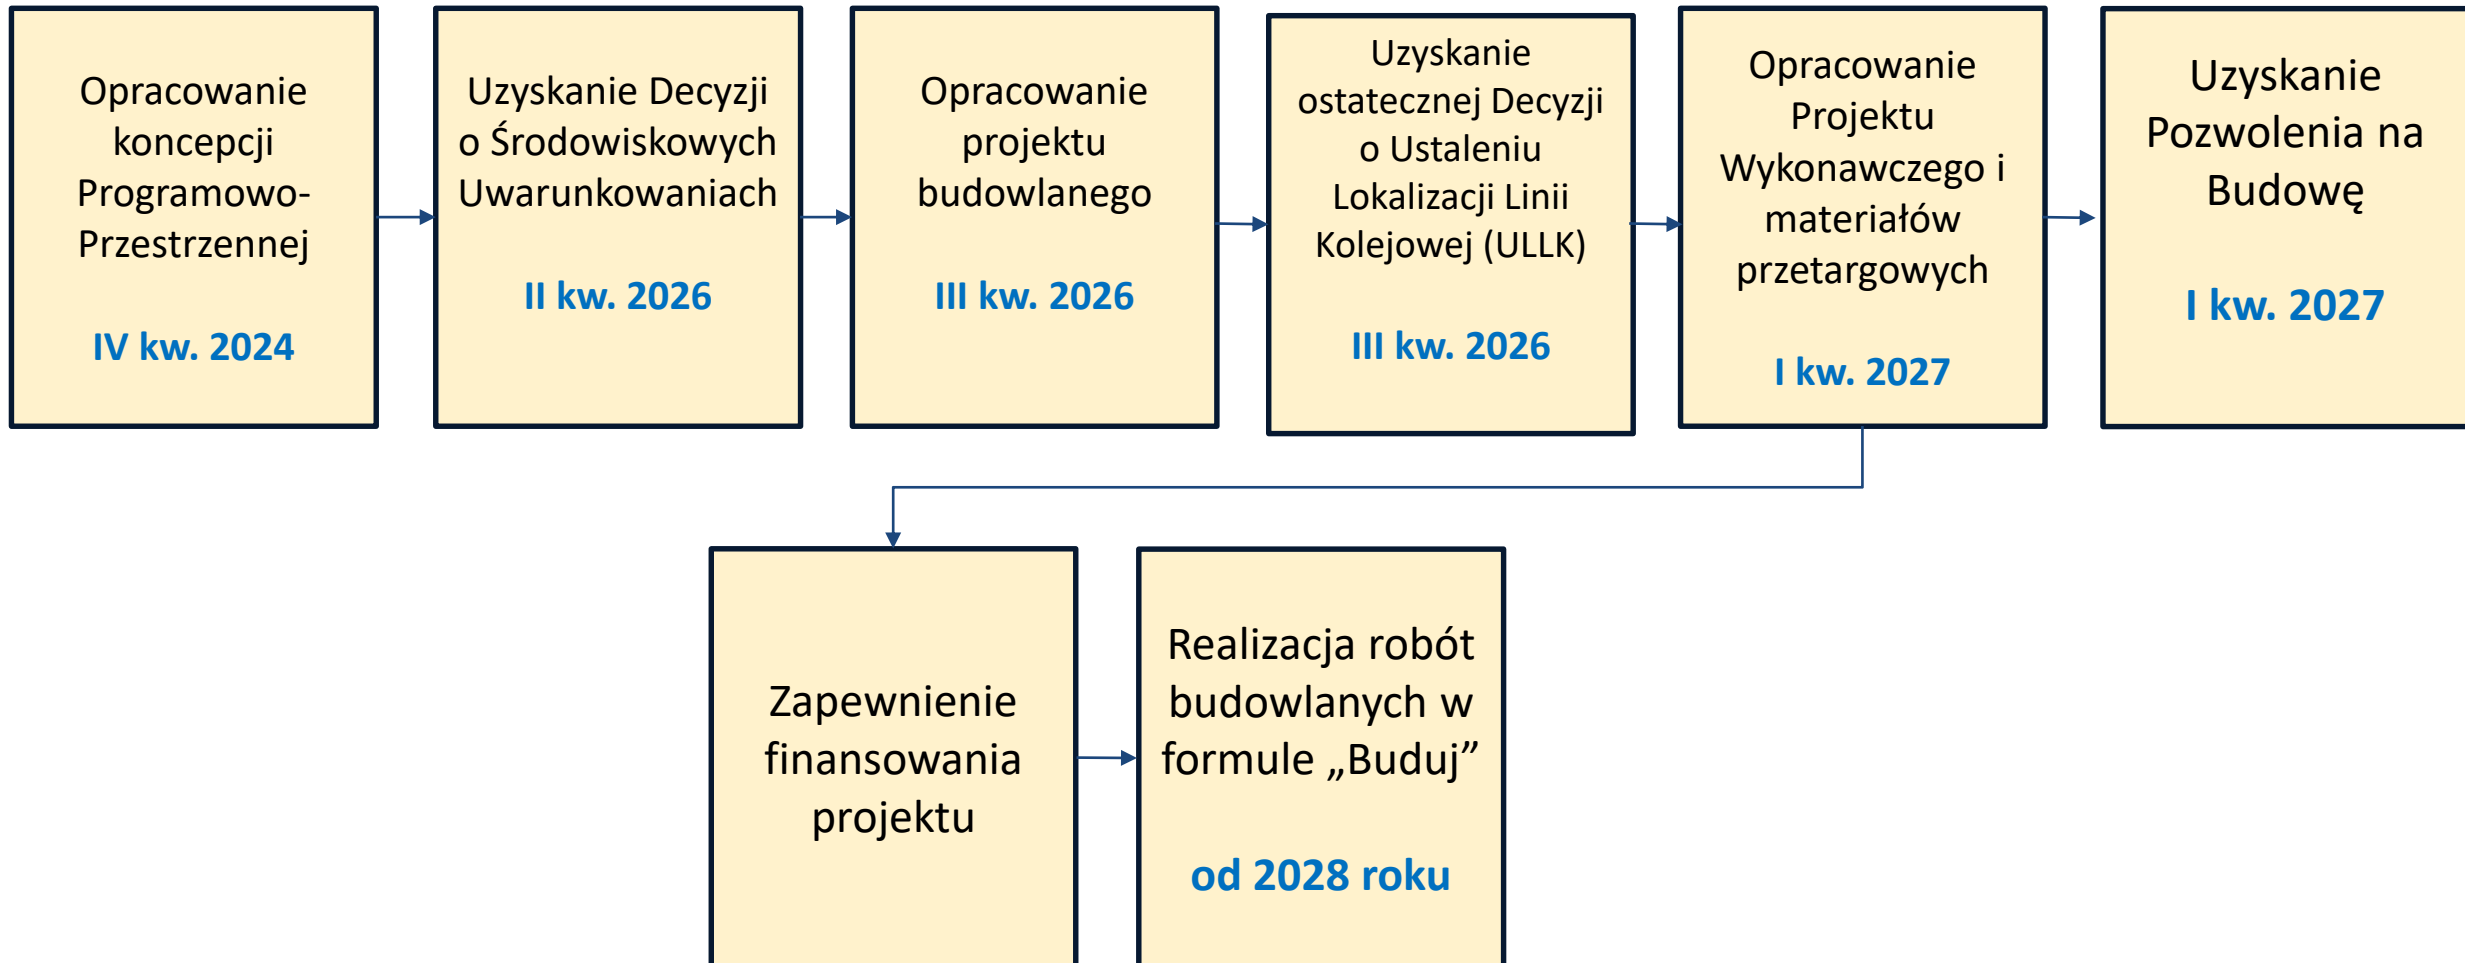 Opracowanie
koncepcji
Programowo-
Przestrzennej
IV kw. 2024
Uzyskanie Decyzji
o Środowiskowych
Uwarunkowaniach
II kw. 2026
Opracowanie
projektu
budowlanego
III kw. 2026
Uzyskanie
ostatecznej Decyzji
o Ustaleniu
Lokalizacji Linii
Kolejowej (ULLK)
III kw. 2026
Opracowanie
Projektu
Wykonawczego i
materiałów
przetargowych
I kw. 2027
Uzyskanie
Pozwolenia na
Budowę
I kw. 2027
Zapewnienie
finansowania
projektu
Realizacja robót
budowlanych w
formule „Buduj”
od 2028 roku